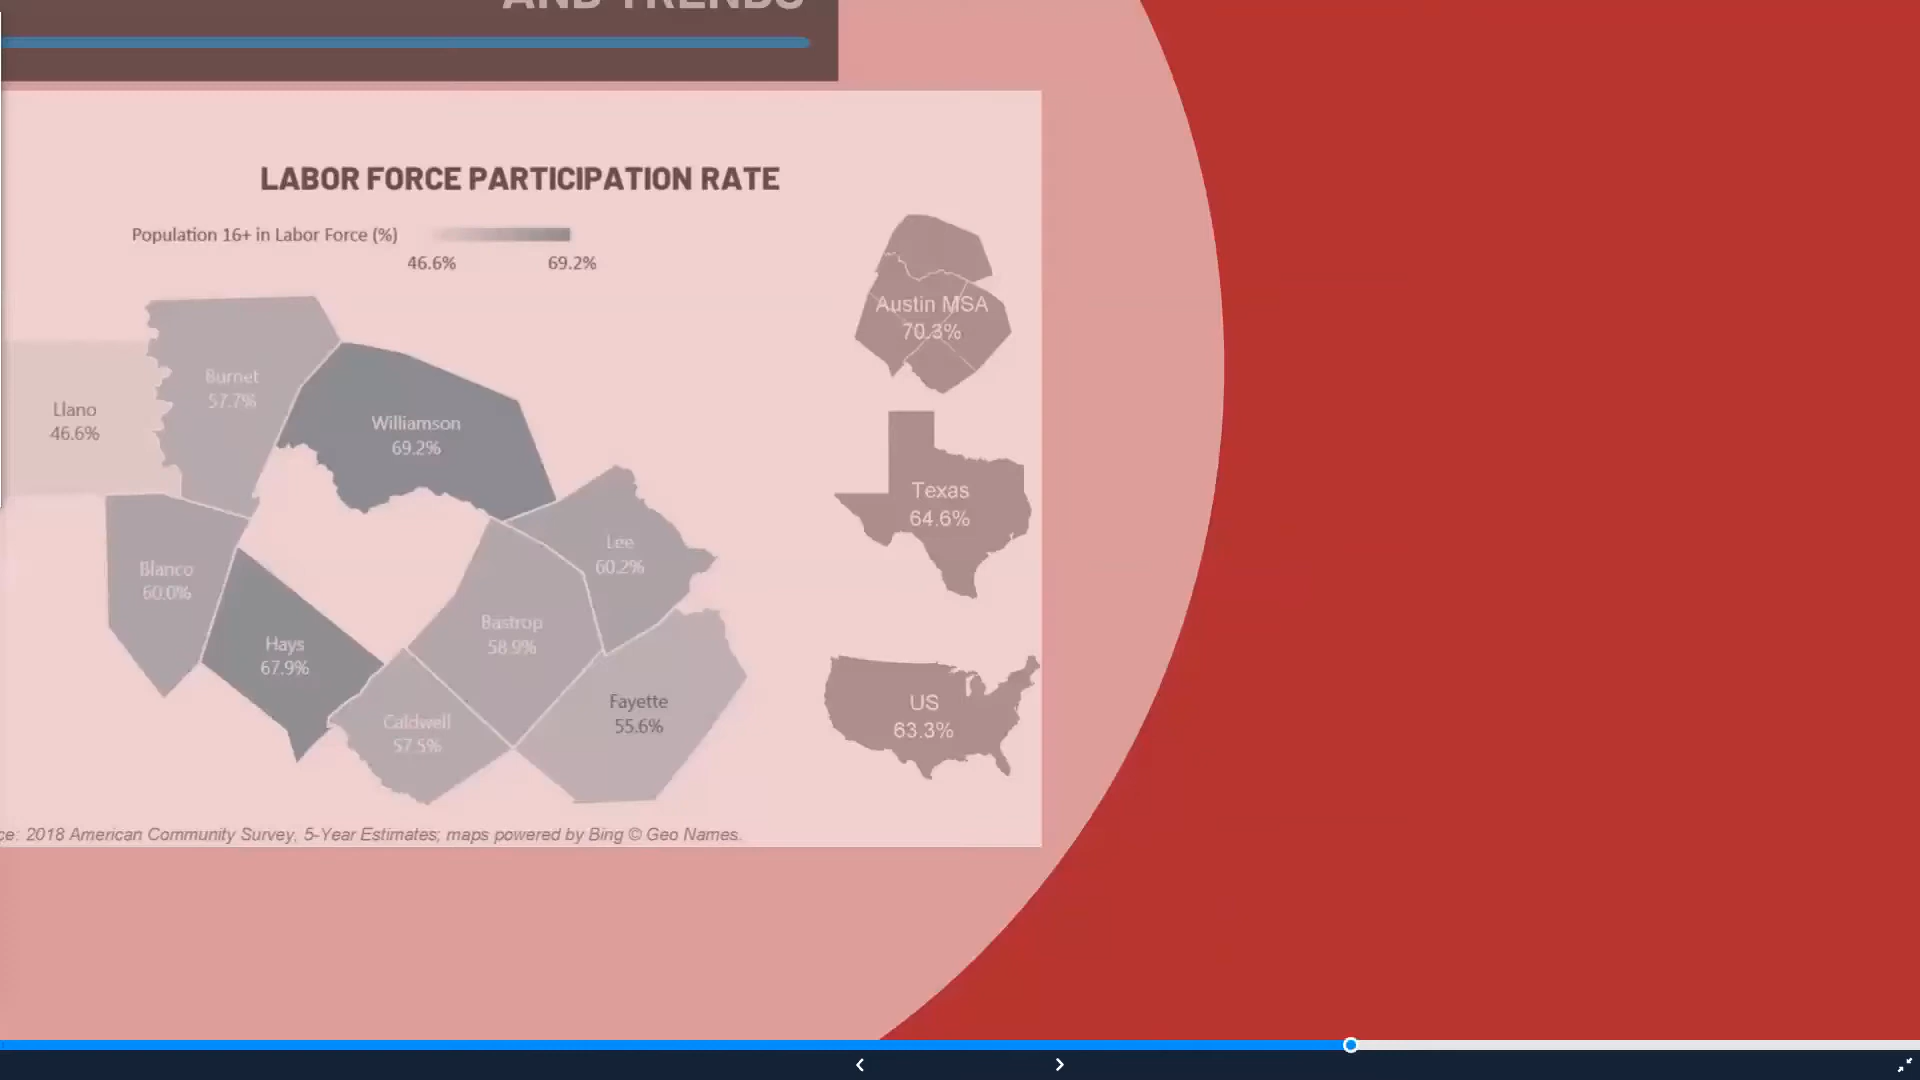 AND TRENDS
LABOR FORCE PARTICIPATION RATE
Population 16+ in Labor Force (%)
46.6%
69.2%
Austin MSA
70.3%
Burnet
57.7%
Llano
46.6%
Williamson
69.2%
Texas
64.6%
Lee
60.2%
Blanco
60.0%
Bastrop
58.9%
Hays
67.9%
Fayette
55.6%
US
63.3%
Caldwell
57.5%
ce: 2018 American Community Survey, 5-Year Estimates; maps powered by Bing © Geo Names.